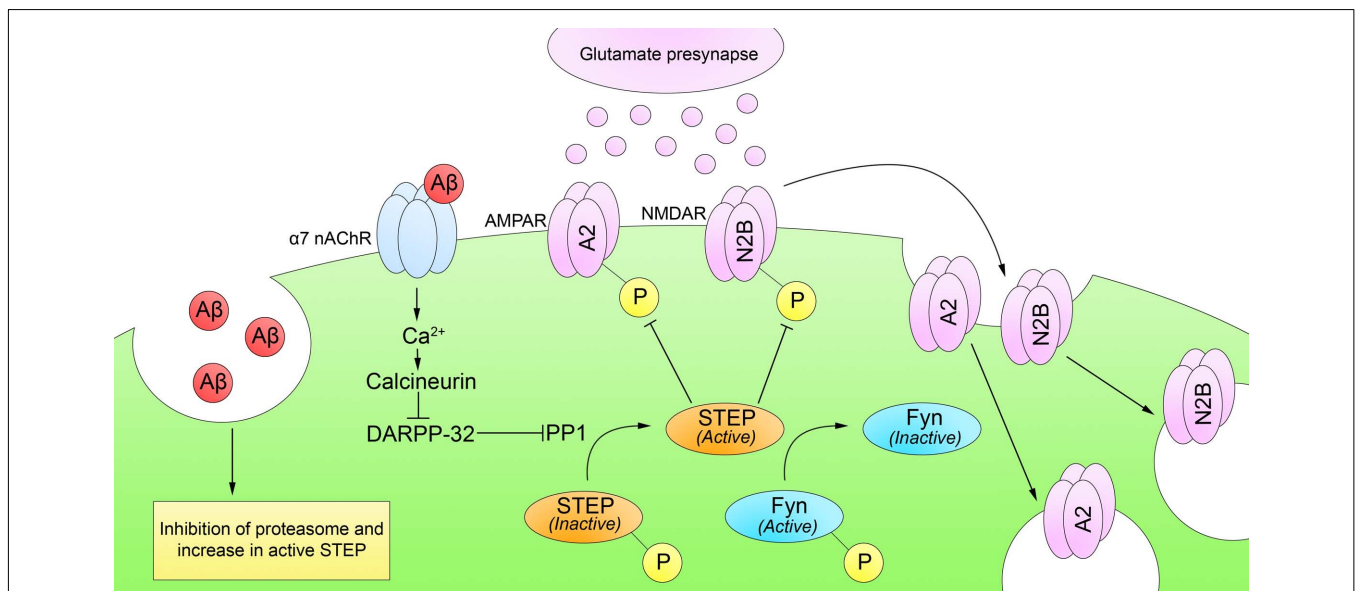 Glutamate presynapse
Aβ
α7 nAChR
AMPAR
A2
P
NMDAR
N2B
P
A2
N2B
N2B
A2
Aβ
Aβ
Aβ
Ca²⁺
Calcineurin
DARPP-32
PP1
STEP
(Active)
Fyn
(Inactive)
STEP
(Inactive)
P
Fyn
(Active)
P
Inhibition of proteasome and
increase in active STEP